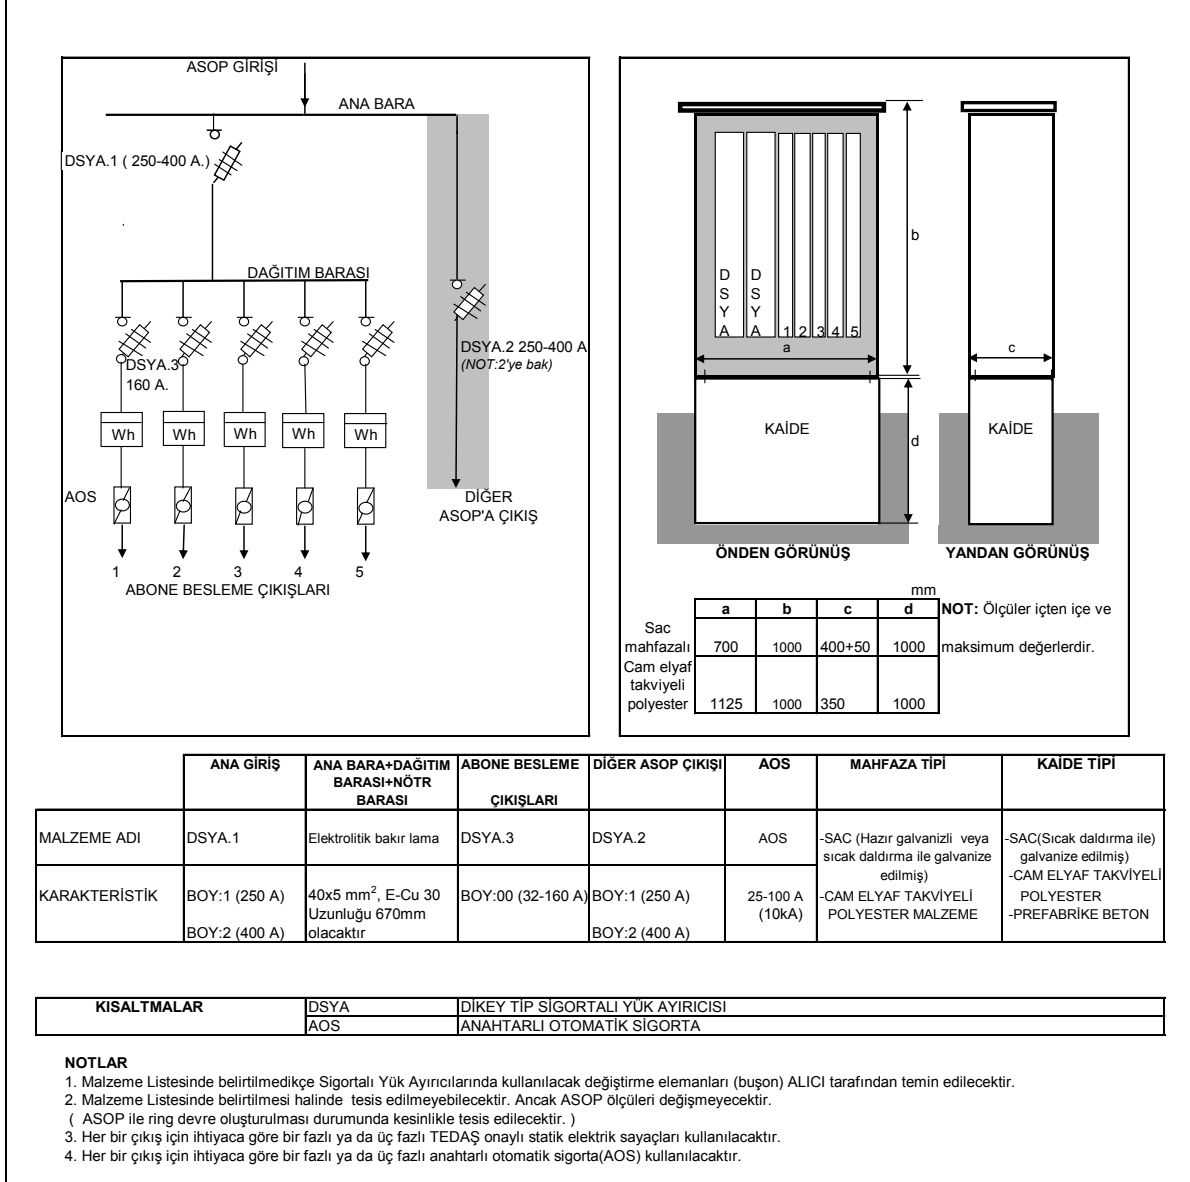 ASOP GİRİŞİ
ANA BARA
DSYA.1 ( 250-400 A.)
DAĞITIM BARASI
DSYA.3
160 A.
DSYA.2 250-400 A
(NOT:2'ye bak)
Wh Wh Wh Wh Wh
AOS
DİĞER
ASOP'A ÇIKIŞ
1 2 3 4 5
ABONE BESLEME ÇIKIŞLARI
DSYA DSYA 1 2 3 4 5
a
b
c
KAİDE
d
KAİDE
ÖNDEN GÖRÜNÜŞ
YANDAN GÖRÜNÜŞ
mm
a b c d
NOT: Ölçüler içten içe ve
maksimum değerlerdir.
Sac
mahfazalı 700 1000 400+50 1000
Cam elyaf
takviyeli
polyester 1125 1000 350 1000
ANA GİRİŞ
ANA BARA+DAĞITIM
BARASI+NÖTR
BARASI
ABONE BESLEME
ÇIKIŞLARI
DİĞER ASOP ÇIKIŞI
AOS
MAHFAZA TİPİ
KAİDE TİPİ
MALZEME ADI
DSYA.1
Elektrolitik bakır lama
DSYA.3
DSYA.2
AOS
-SAC (Hazır galvanizli veya
sıcak daldırma ile galvanize
edilmiş)
-CAM ELYAF TAKVİYELİ
POLYESTER MALZEME
-SAC(Sıcak daldırma ile)
galvanize edilmiş)
-CAM ELYAF TAKVİYELİ
POLYESTER
-PREFABRİKE BETON
KARAKTERİSTİK
BOY:1 (250 A)
BOY:2 (400 A)
40x5 mm2, E-Cu 30
Uzunluğu 670mm
olacaktır
BOY:00 (32-160 A)
BOY:1 (250 A)
BOY:2 (400 A)
25-100 A
(10kA)
KISALTMALAR
DSYA DİKEY TİP SİGORTALI YÜK AYIRICISI
AOS ANAHTARLI OTOMATİK SİGORTA
NOTLAR
1. Malzeme Listesinde belirtilmedikçe Sigortalı Yük Ayırıcılarında kullanılacak değiştirme elemanları (buşon) ALICI tarafından temin edilecektir.
2. Malzeme Listesinde belirtilmesi halinde tesis edilmeyebilecektir. Ancak ASOP ölçüleri değişmeyecektir.
( ASOP ile ring devre oluşturulması durumunda kesinlikle tesis edilecektir. )
3. Her bir çıkış için ihtiyaca göre bir fazlı ya da üç fazlı TEDAŞ onaylı statik elektrik sayaçları kullanılacaktır.
4. Her bir çıkış için ihtiyaca göre bir fazlı ya da üç fazlı anahtarlı otomatik sigorta(AOS) kullanılacaktır.